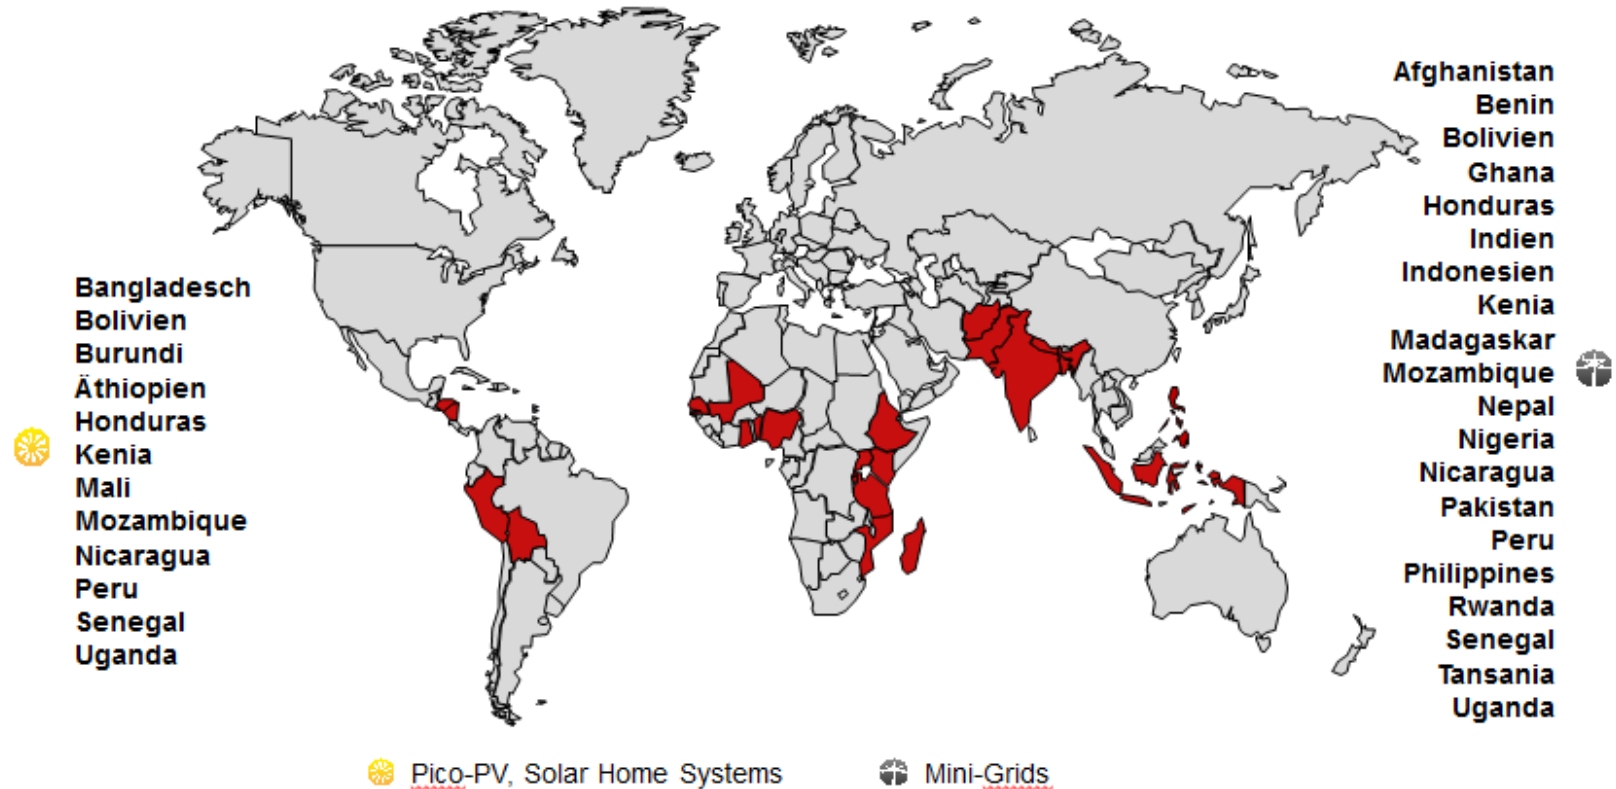 Bangladesch
Bolivien
Burundi
Äthiopien
Honduras
Kenia
Mali
Mozambique
Nicaragua
Peru
Senegal
Uganda
Afghanistan
Benin
Bolivien
Ghana
Honduras
Indien
Indonesien
Kenia
Madagaskar
Mozambique
Nepal
Nigeria
Nicaragua
Pakistan
Peru
Philippines
Rwanda
Senegal
Tansania
Uganda
Pico-PV, Solar Home Systems
Mini-Grids